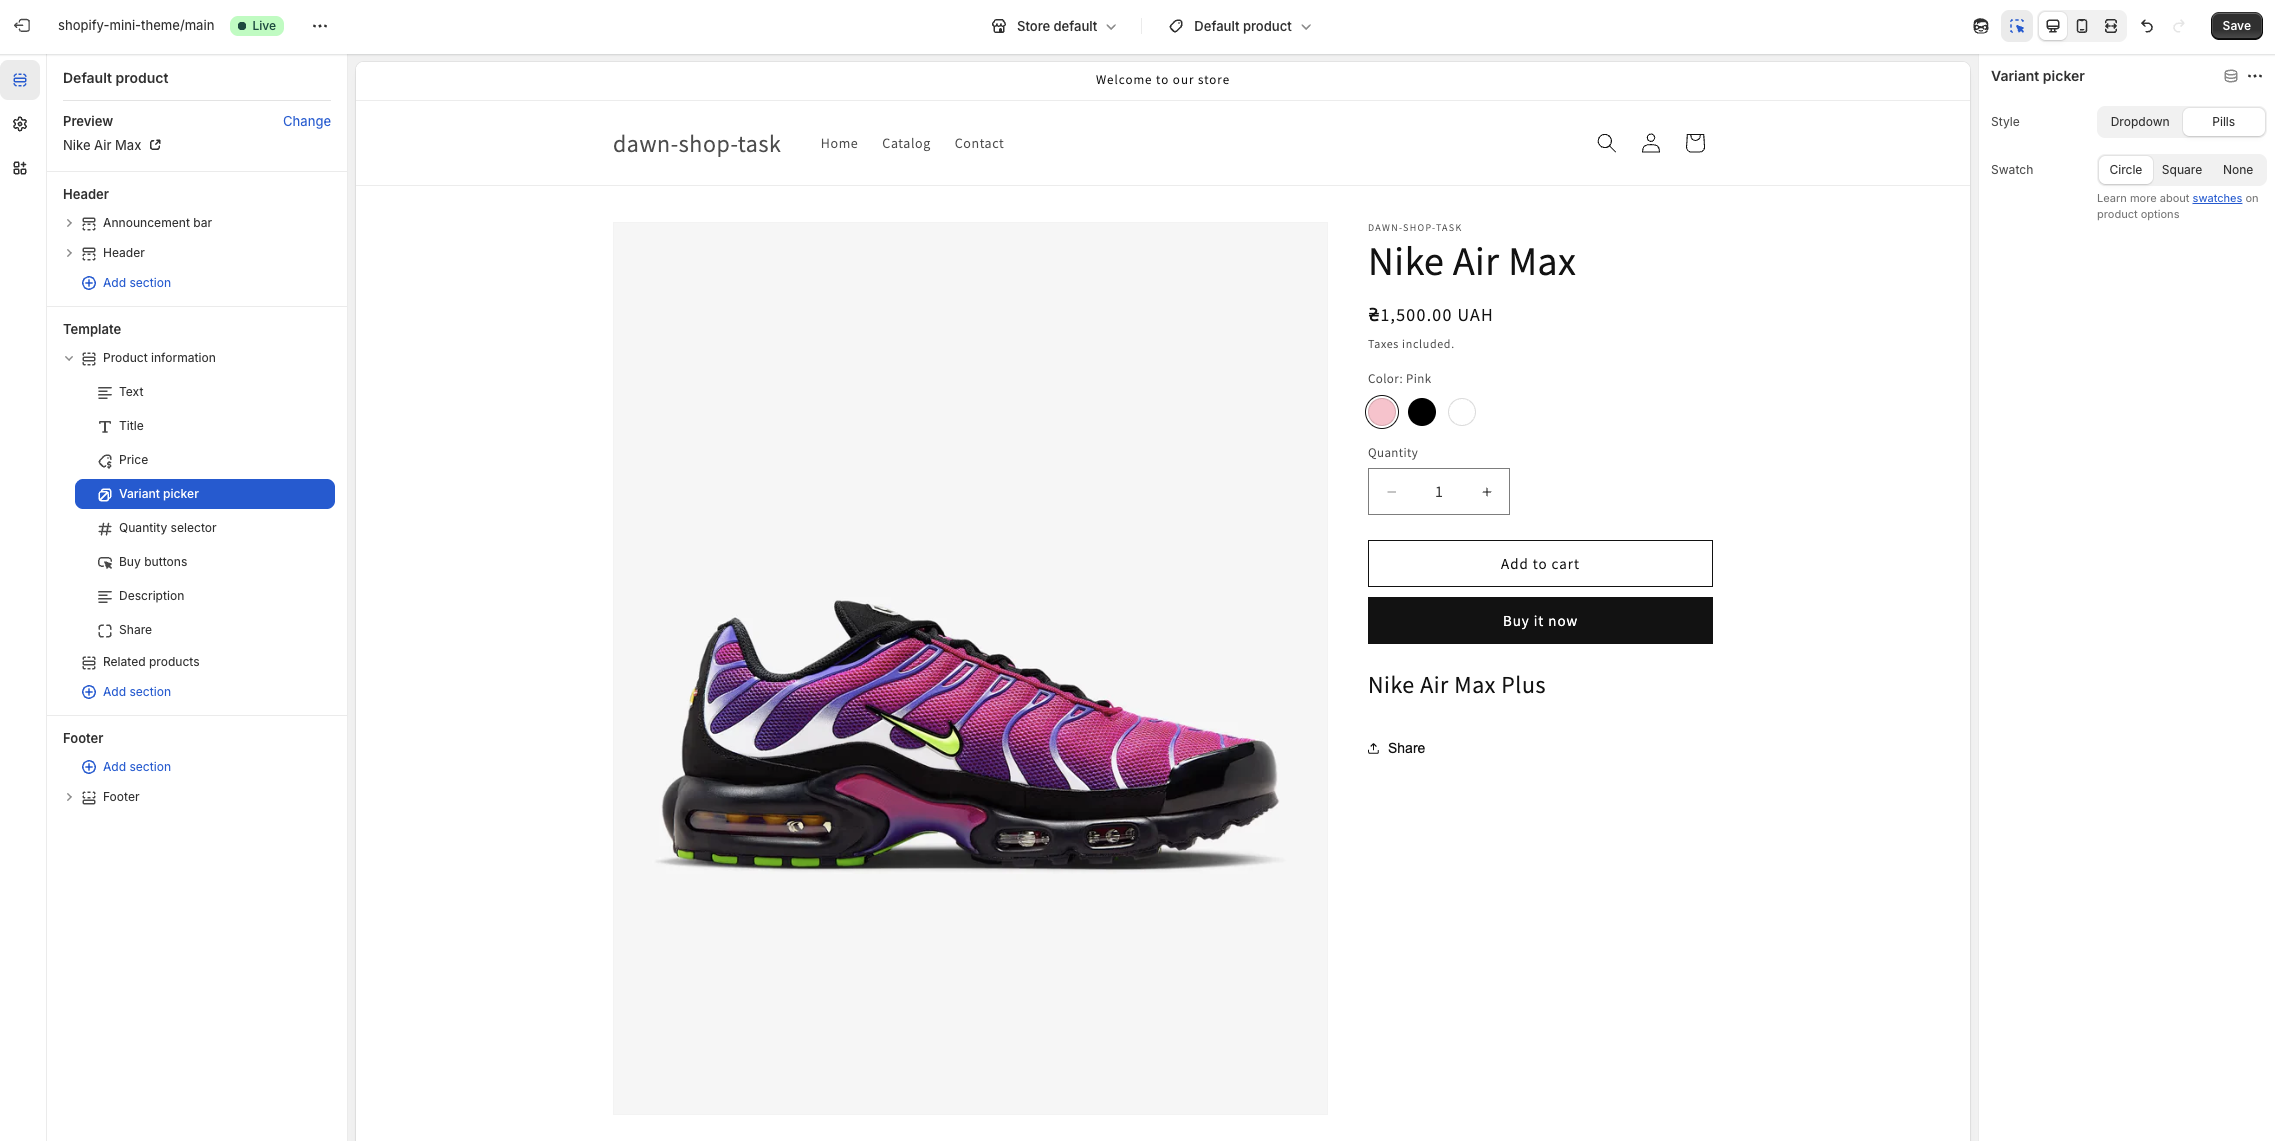 shopify-mini-theme/main
Live
Store default
Default product
Save
Default product
Preview
Change
Nike Air Max
Header
Announcement bar
Header
Add section
Template
Product information
Text
Title
Price
Variant picker
Quantity selector
Buy buttons
Description
Share
Related products
Add section
Footer
Add section
Footer
Welcome to our store
dawn-shop-task
Home
Catalog
Contact
DAWN-SHOP-TASK
Nike Air Max
₴1,500.00 UAH
Taxes included.
Color: Pink
Quantity
1
Add to cart
Buy it now
Nike Air Max Plus
Share
Variant picker
Style
Dropdown
Pills
Swatch
Circle
Square
None
Learn more about swatches on
product options